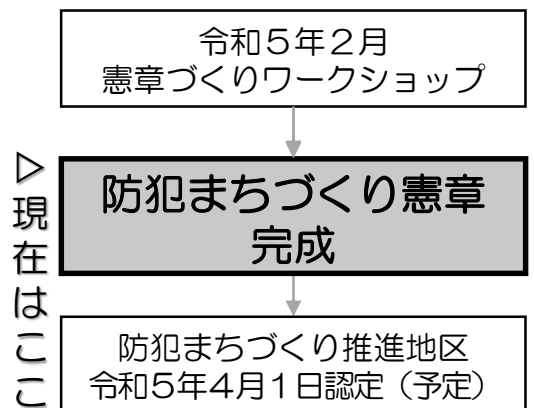 令和５年２月
憲章づくりワークショップ
▷現在はここ
防犯まちづくり憲章
完成
防犯まちづくり推進地区
令和５年４月１日認定（予定）